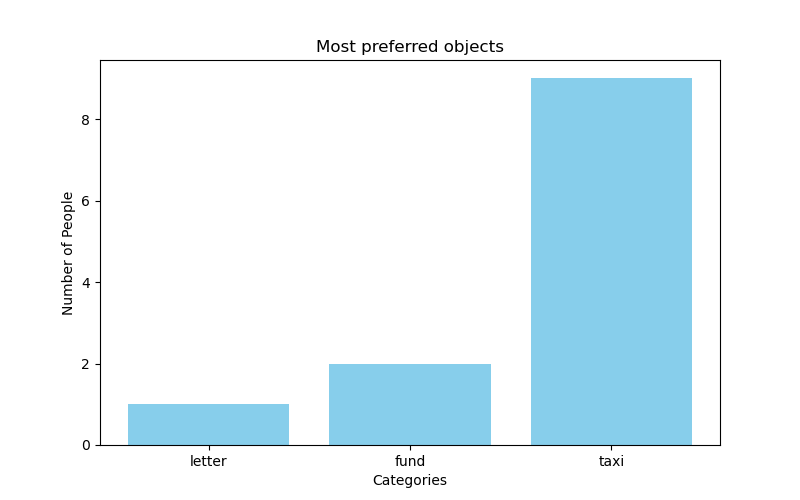 Most preferred objects
Number of People
8
6
4
2
0
letter fund taxi
Categories